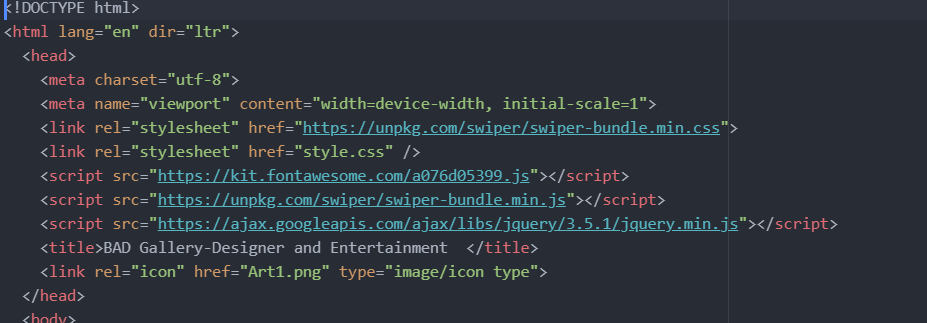 <!DOCTYPE html>
<html lang="en" dir="ltr">
<head>
<meta charset="utf-8">
<meta name="viewport" content="width=device-width, initial-scale=1">
<link rel="stylesheet" href="https://unpkg.com/swiper/swiper-bundle.min.css">
<link rel="stylesheet" href="style.css" />
<script src="https://kit.fontawesome.com/a076d05399.js"></script>
<script src="https://unpkg.com/swiper/swiper-bundle.min.js"></script>
<script src="https://ajax.googleapis.com/ajax/libs/jquery/3.5.1/jquery.min.js"></script>
<title>BAD Gallery-Designer and Entertainment  </title>
<link rel="icon" href="Art1.png" type="image/icon type">
</head>
<body>